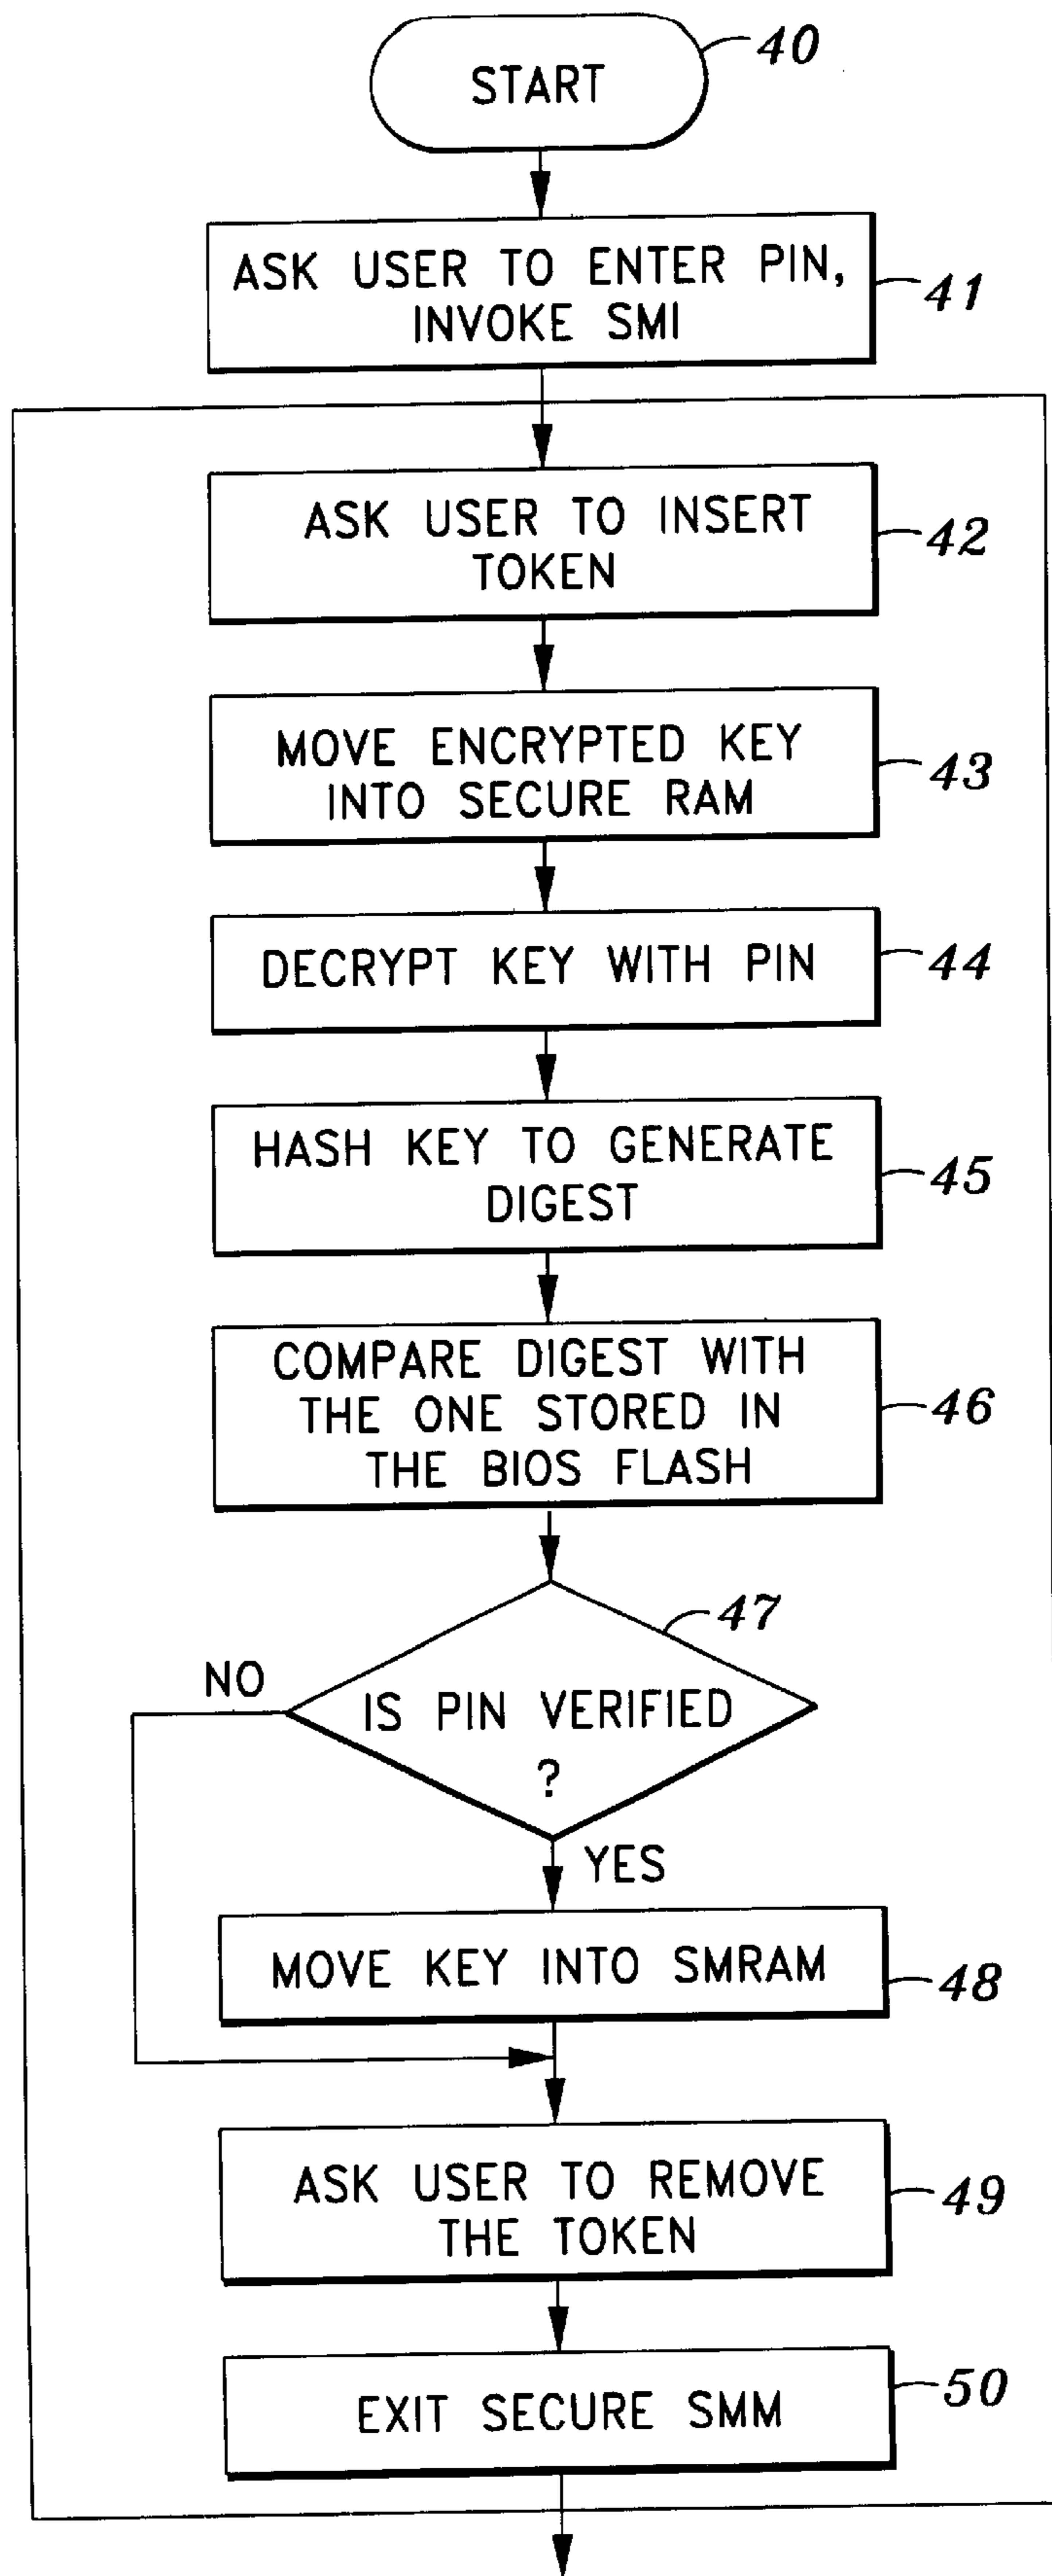 START
40
ASK USER TO ENTER PIN,
INVOKE SMI
41
ASK USER TO INSERT
TOKEN
42
MOVE ENCRYPTED KEY
INTO SECURE RAM
43
DECRYPT KEY WITH PIN
44
HASH KEY TO GENERATE
DIGEST
45
COMPARE DIGEST WITH
THE ONE STORED IN
THE BIOS FLASH
46
47
NO
IS PIN VERIFIED
?
YES
MOVE KEY INTO SMRAM
48
ASK USER TO REMOVE
THE TOKEN
49
EXIT SECURE SMM
50